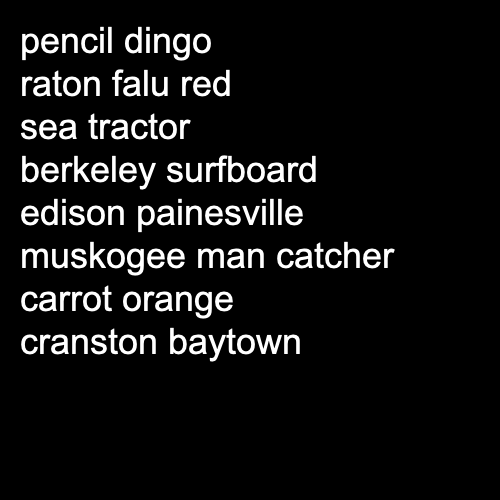 pencil dingo
raton falu red
sea tractor
berkeley surfboard
edison painesville
muskogee man catcher
carrot orange
cranston baytown